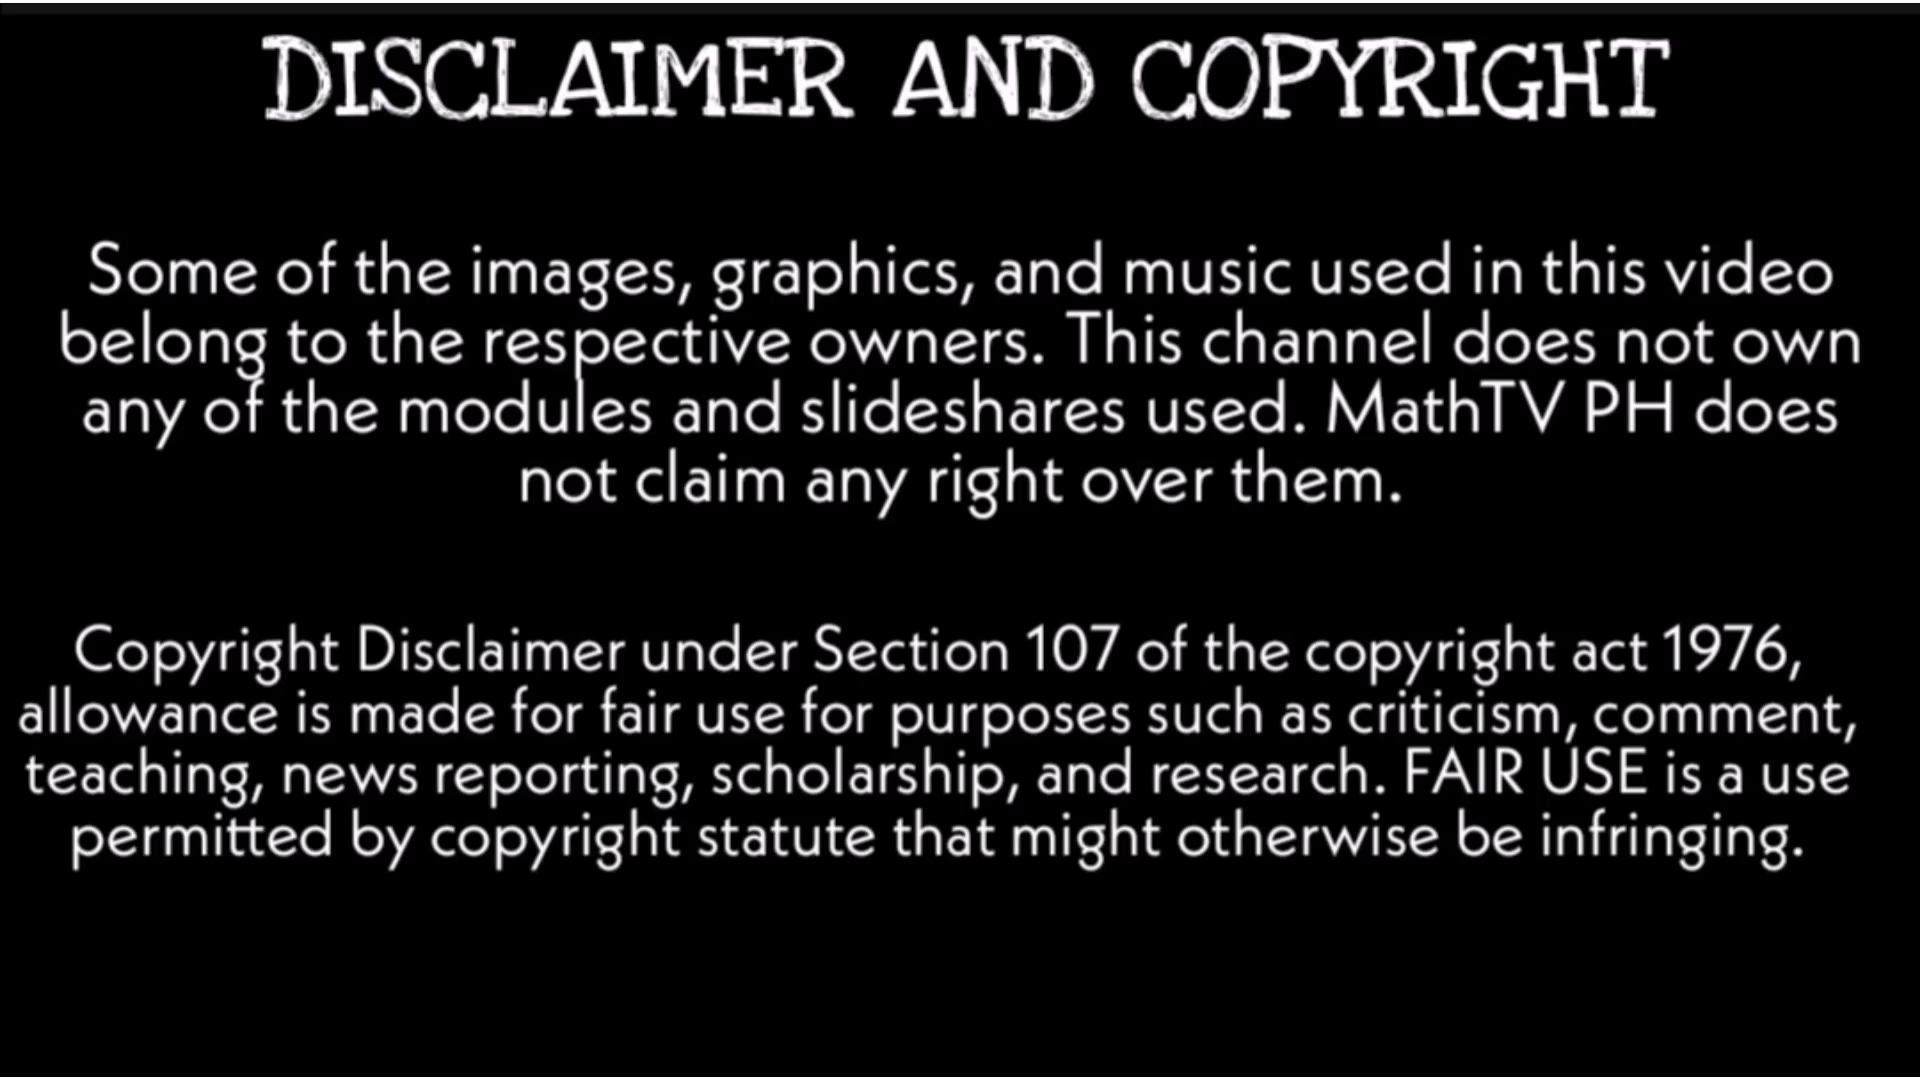 DISCLAIMER AND COPYRIGHT
Some of the images, graphics, and music used in this video
belong to the respective owners. This channel does not own
any of the modules and slideshares used. MathTV PH does
not claim any right over them.
Copyright Disclaimer under Section 107 of the copyright act 1976,
allowance is made for fair use for purposes such as criticism, comment,
teaching, news reporting, scholarship, and research. FAIR USE is a use
permitted by copyright statute that might otherwise be infringing.